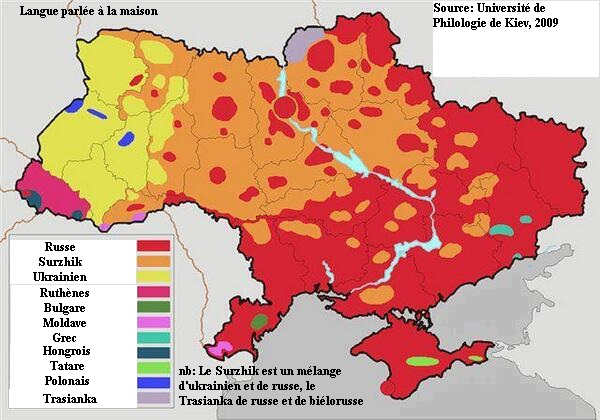 Langue parlée à la maison
Source: Université de
Philologie de Kiev, 2009
Russe
Surzhik
Ukrainien
Ruthènes
Bulgare
Moldave
Grec
Hongrois
Tatare
Polonais
Trasianka
nb: Le Surzhik est un mélange
d'ukrainien et de russe, le
Trasianka de russe et de biélorusse